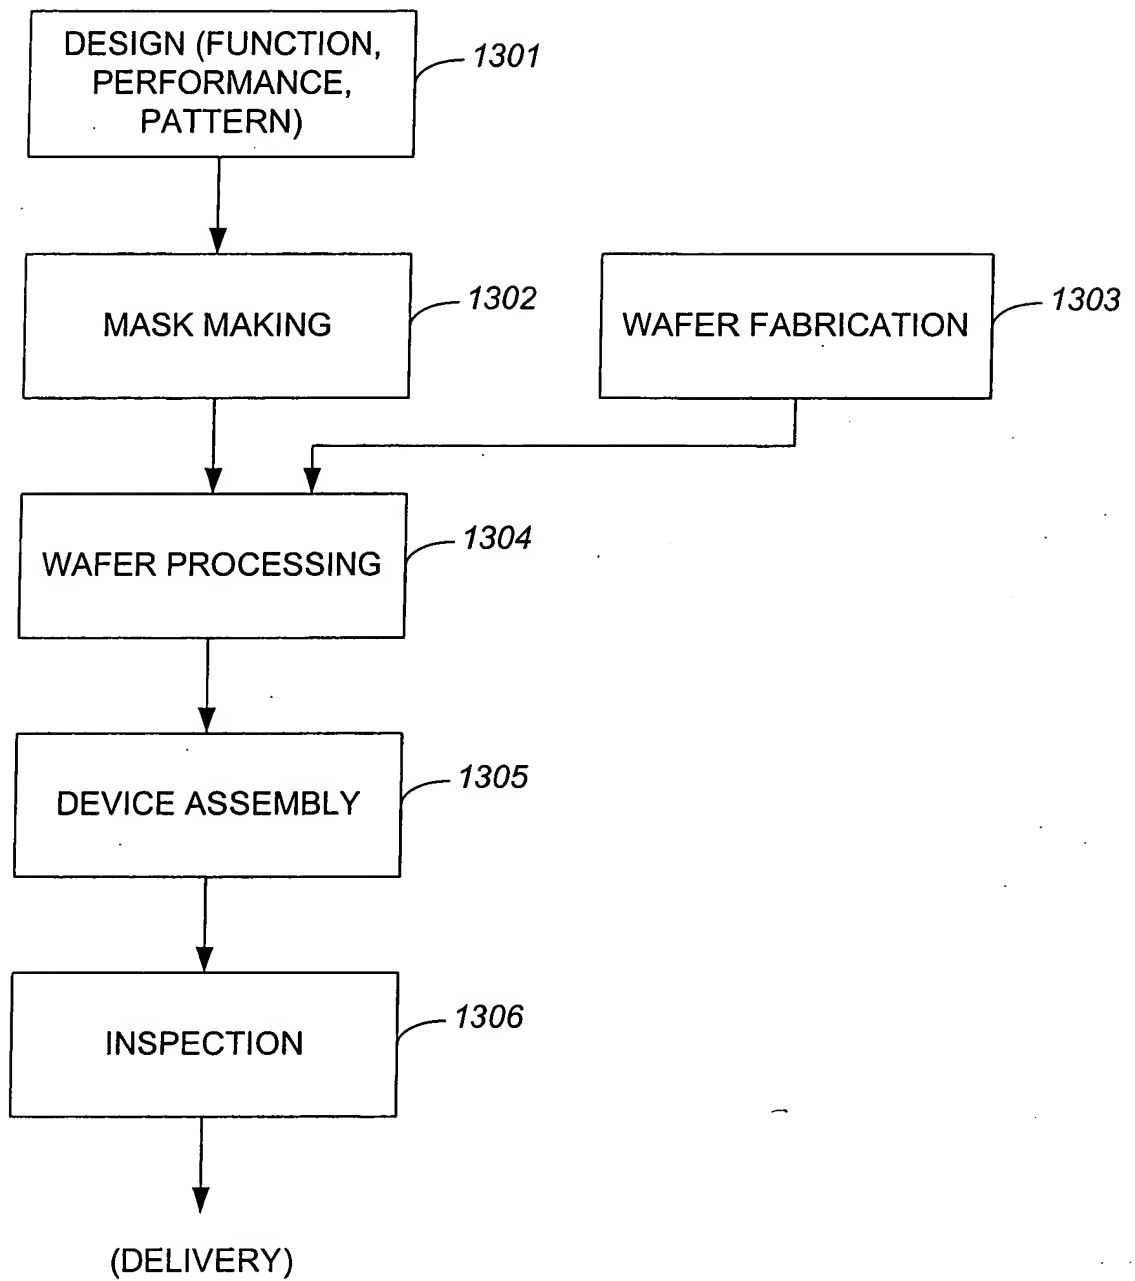 DESIGN (FUNCTION,
PERFORMANCE,
PATTERN)
1301
MASK MAKING
1302
WAFER FABRICATION
1303
WAFER PROCESSING
1304
DEVICE ASSEMBLY
1305
INSPECTION
1306
(DELIVERY)